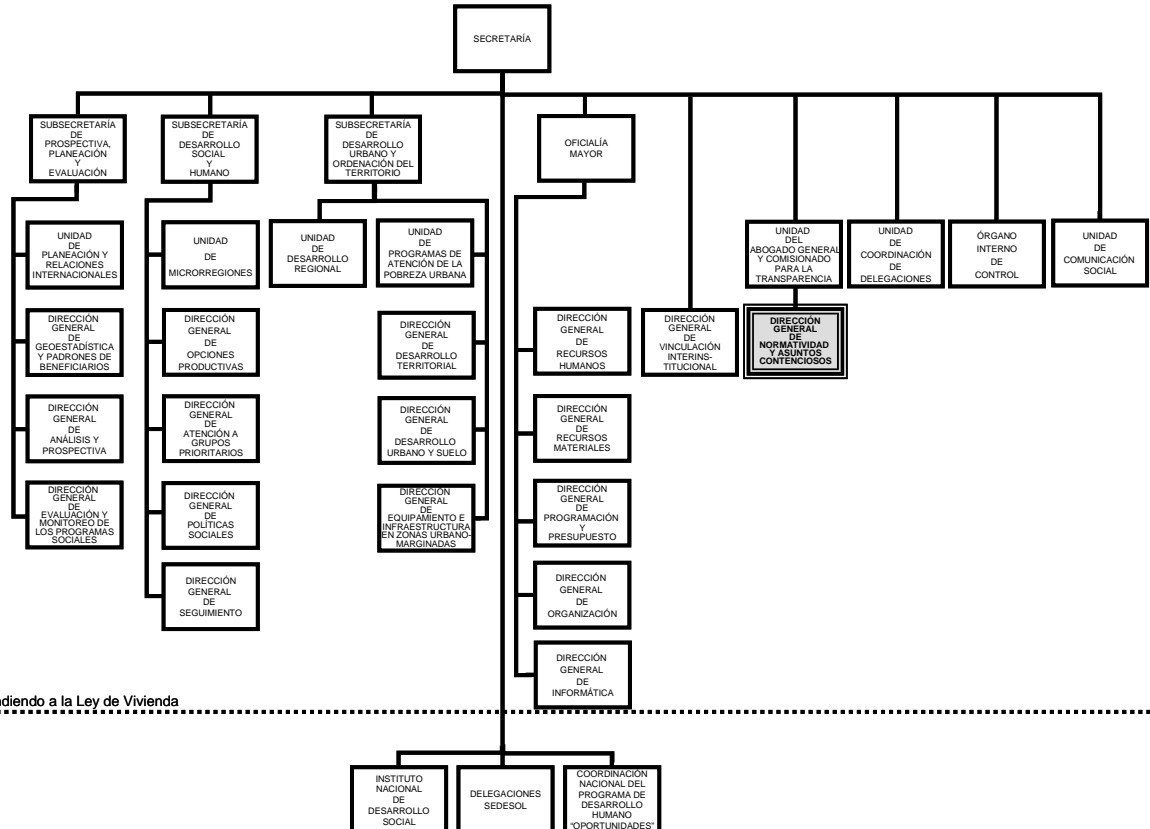 SECRETARÍA
SUBSECRETARÍA
DE
PROSPECTIVA,
PLANEACIÓN
Y
EVALUACIÓN
SUBSECRETARÍA
DE
DESARROLLO
SOCIAL
Y
HUMANO
SUBSECRETARÍA
DE
DESARROLLO
URBANO Y
ORDENACIÓN DEL
TERRITORIO
OFICIALÍA
MAYOR
UNIDAD
DE
PLANEACIÓN Y
RELACIONES
INTERNACIONALES
UNIDAD
DE
MICRORREGIONES
UNIDAD
DE
DESARROLLO
REGIONAL
UNIDAD
DE
PROGRAMAS DE
ATENCIÓN DE LA
POBREZA URBANA
UNIDAD
DEL
ABOGADO GENERAL
Y COMISIONADO
PARA LA
TRANSPARENCIA
UNIDAD
DE
COORDINACIÓN
DE
DELEGACIONES
ÓRGANO
INTERNO
DE
CONTROL
UNIDAD
DE
COMUNICACIÓN
SOCIAL
DIRECCIÓN
GENERAL
DE
GEOESTADÍSTICA
Y PADRONES DE
BENEFICIARIOS
DIRECCIÓN
GENERAL
DE
OPCIONES
PRODUCTIVAS
DIRECCIÓN
GENERAL
DE
DESARROLLO
TERRITORIAL
DIRECCIÓN
GENERAL
DE
RECURSOS
HUMANOS
DIRECCIÓN
GENERAL
DE
VINCULACIÓN
INTERINS-
TITUCIONAL
DIRECCIÓN
GENERAL
DE
NORMATIVIDAD
Y ASUNTOS
CONTENCIOSOS
DIRECCIÓN
GENERAL
DE
ANÁLISIS Y
PROSPECTIVA
DIRECCIÓN
GENERAL
DE
ATENCIÓN A
GRUPOS
PRIORITARIOS
DIRECCIÓN
GENERAL
DE
DESARROLLO
URBANO Y SUELO
DIRECCIÓN
GENERAL
DE
RECURSOS
MATERIALES
DIRECCIÓN
GENERAL
DE
EVALUACIÓN Y
MONITOREO DE
LOS PROGRAMAS
SOCIALES
DIRECCIÓN
GENERAL
DE
POLÍTICAS
SOCIALES
DIRECCIÓN
GENERAL
DE
EQUIPAMIENTO E
INFRAESTRUCTURA
EN ZONAS URBANO-
MARGINADAS
DIRECCIÓN
GENERAL
DE
PROGRAMACIÓN
Y
PRESUPUESTO
DIRECCIÓN
GENERAL
DE
SEGUIMIENTO
DIRECCIÓN
GENERAL
DE
ORGANIZACIÓN
DIRECCIÓN
GENERAL
DE
INFORMÁTICA
ndiendo a la Ley de Vivienda
INSTITUTO
NACIONAL
DE
DESARROLLO
SOCIAL
DELEGACIONES
SEDESOL
COORDINACIÓN
NACIONAL DEL
PROGRAMA DE
DESARROLLO
HUMANO
"OPORTUNIDADES"